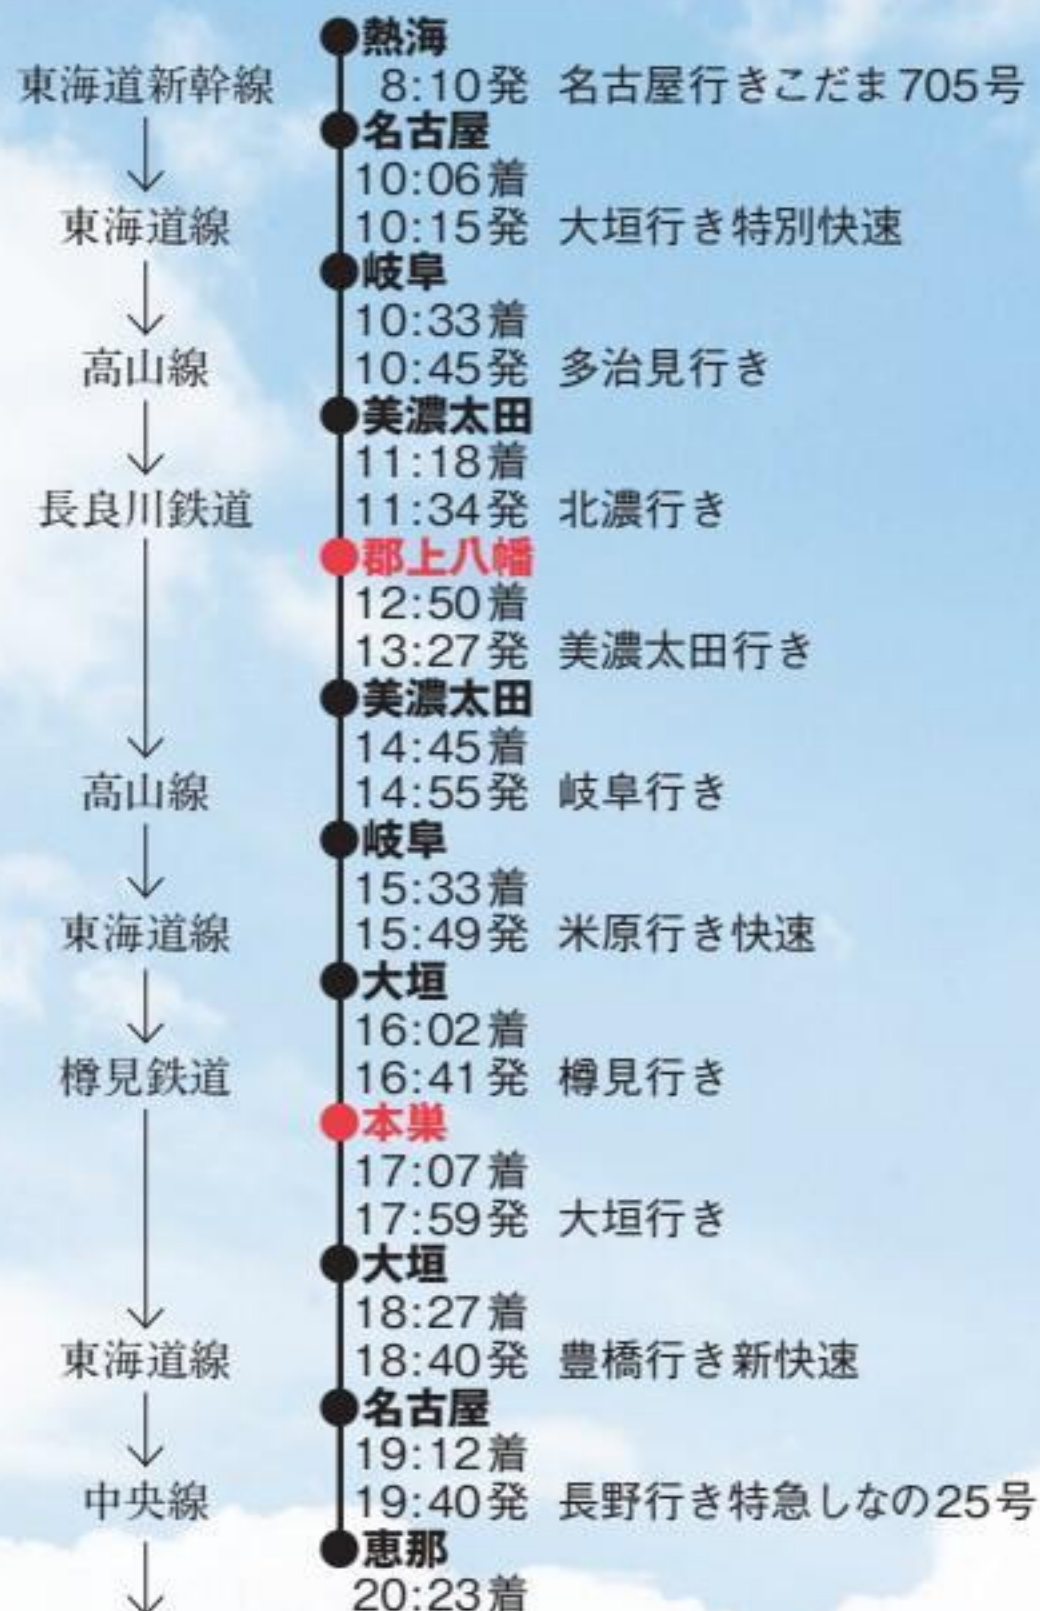 熱海
東海道新幹線 8:10発 名古屋行きこだま705号
名古屋
10:06着
東海道線 10:15発 大垣行き特別快速
岐阜
10:33着
高山線 10:45発 多治見行き
美濃太田
11:18着
長良川鉄道 11:34発 北濃行き
郡上八幡
12:50着
13:27発 美濃太田行き
美濃太田
14:45着
高山線 14:55発 岐阜行き
岐阜
15:33着
東海道線 15:49発 米原行き快速
大垣
16:02着
樽見鉄道 16:41発 樽見行き
本巣
17:07着
17:59発 大垣行き
大垣
18:27着
東海道線 18:40発 豊橋行き新快速
名古屋
19:12着
中央線 19:40発 長野行き特急しなの25号
恵那
20:23着